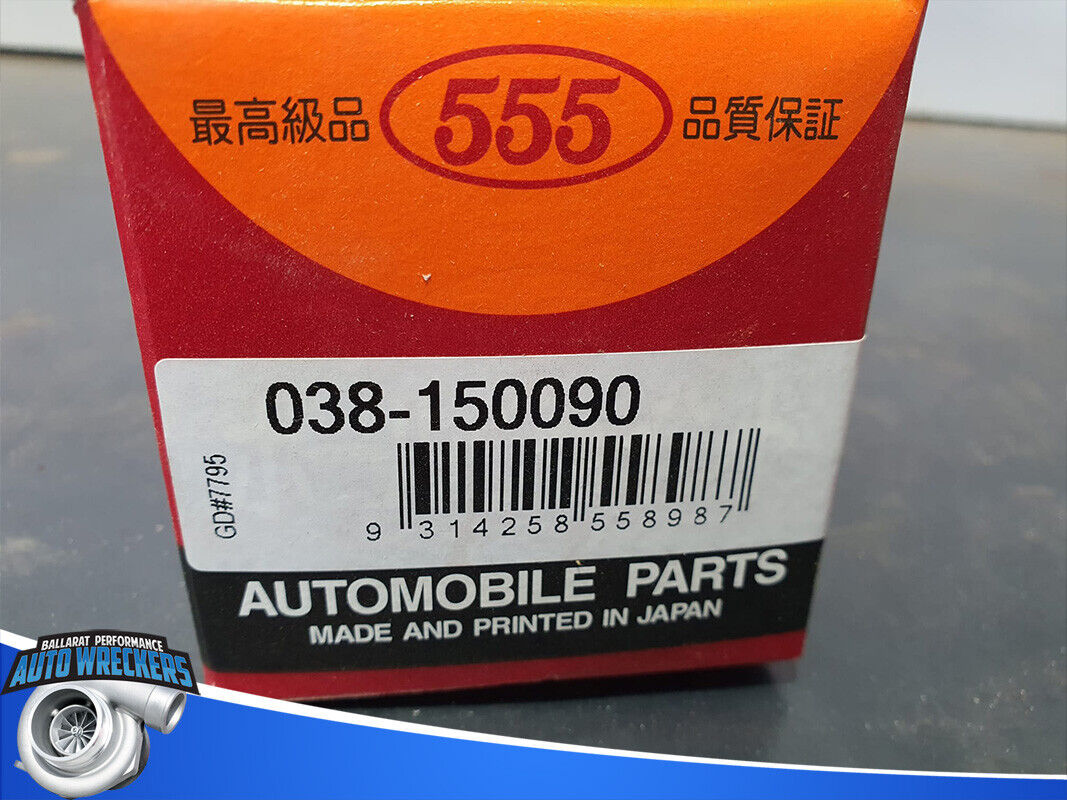 最高級品 555 品質保証
038-150090
GD#7795
9 314258 558987
AUTOMOBILE PARTS
MADE AND PRINTED IN JAPAN
BALLARAT PERFORMANCE
AUTO WRECKERS